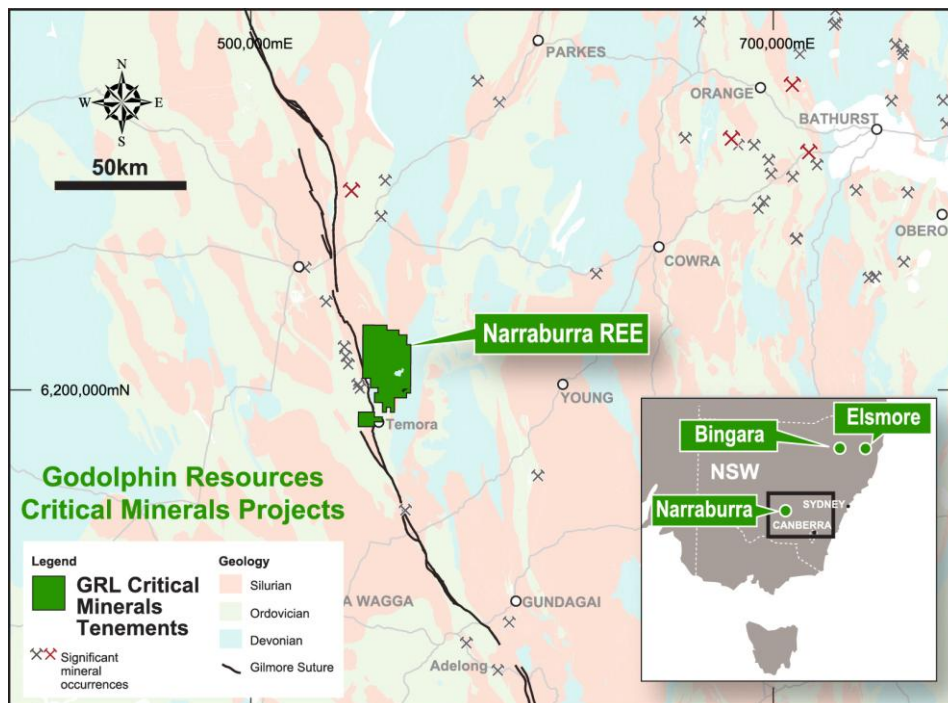 500,000mE
700,000mE
PARKES
N
W E
S
ORANGE
BATHURST
50km
OBERO
COWRA
Narraburra REE
6,200,000mN
YOUNG
Temora
Elsmore
Bingara
NSW
Narraburra
SYDNEY
CANBERRA
Godolphin Resources
Critical Minerals Projects
Legend
GRL Critical
Minerals
Tenements
Significant
mineral
occurrences
Geology
Silurian
Ordovician
Devonian
Gilmore Suture
A WAGGA
GUNDAGAI
Adelong